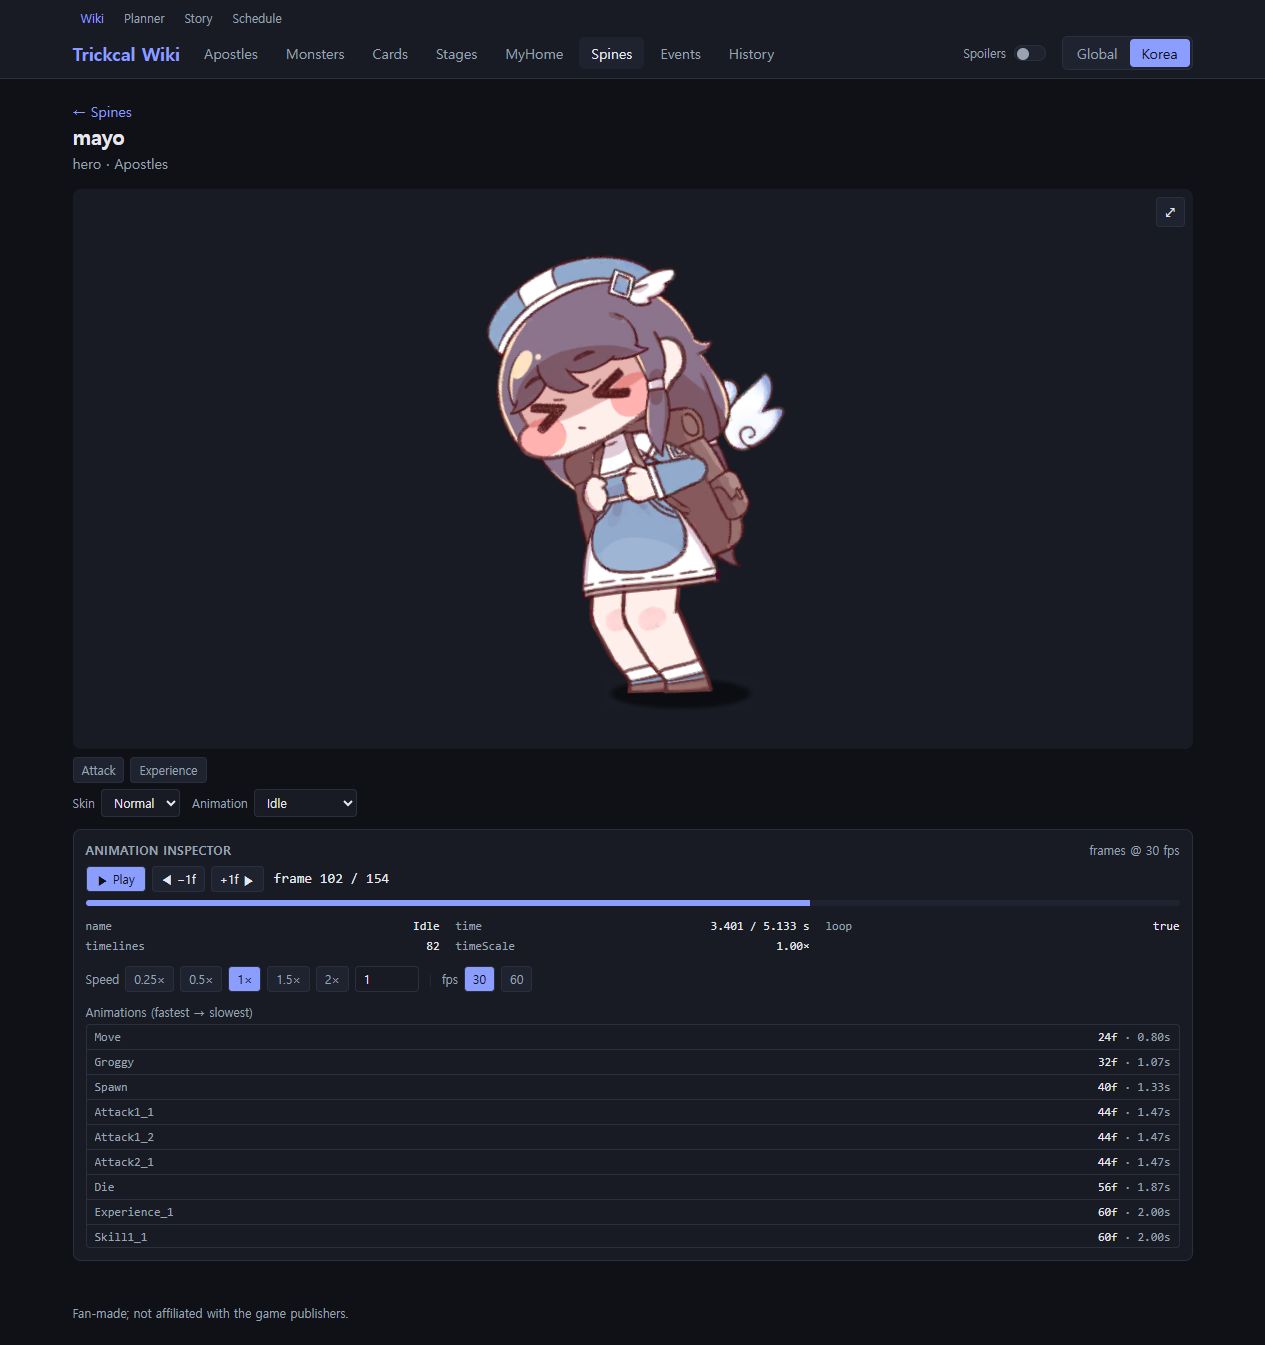 Wiki Planner Story Schedule
Trickcal Wiki Apostles Monsters Cards Stages MyHome Spines Events History Spoilers Global Korea
← Spines
mayo
hero · Apostles
⤢
Attack Experience
Skin Normal Animation Idle
ANIMATION INSPECTOR frames @ 30 fps
▶ Play ◀ −1f +1f ▶ frame 102 / 154
name Idle time 3.401 / 5.133 s loop true
timelines 82 timeScale 1.00×
Speed 0.25× 0.5× 1× 1.5× 2× 1 fps 30 60
Animations (fastest → slowest)
Move 24f · 0.80s
Groggy 32f · 1.07s
Spawn 40f · 1.33s
Attack1_1 44f · 1.47s
Attack1_2 44f · 1.47s
Attack2_1 44f · 1.47s
Die 56f · 1.87s
Experience_1 60f · 2.00s
Skill1_1 60f · 2.00s
Fan-made; not affiliated with the game publishers.